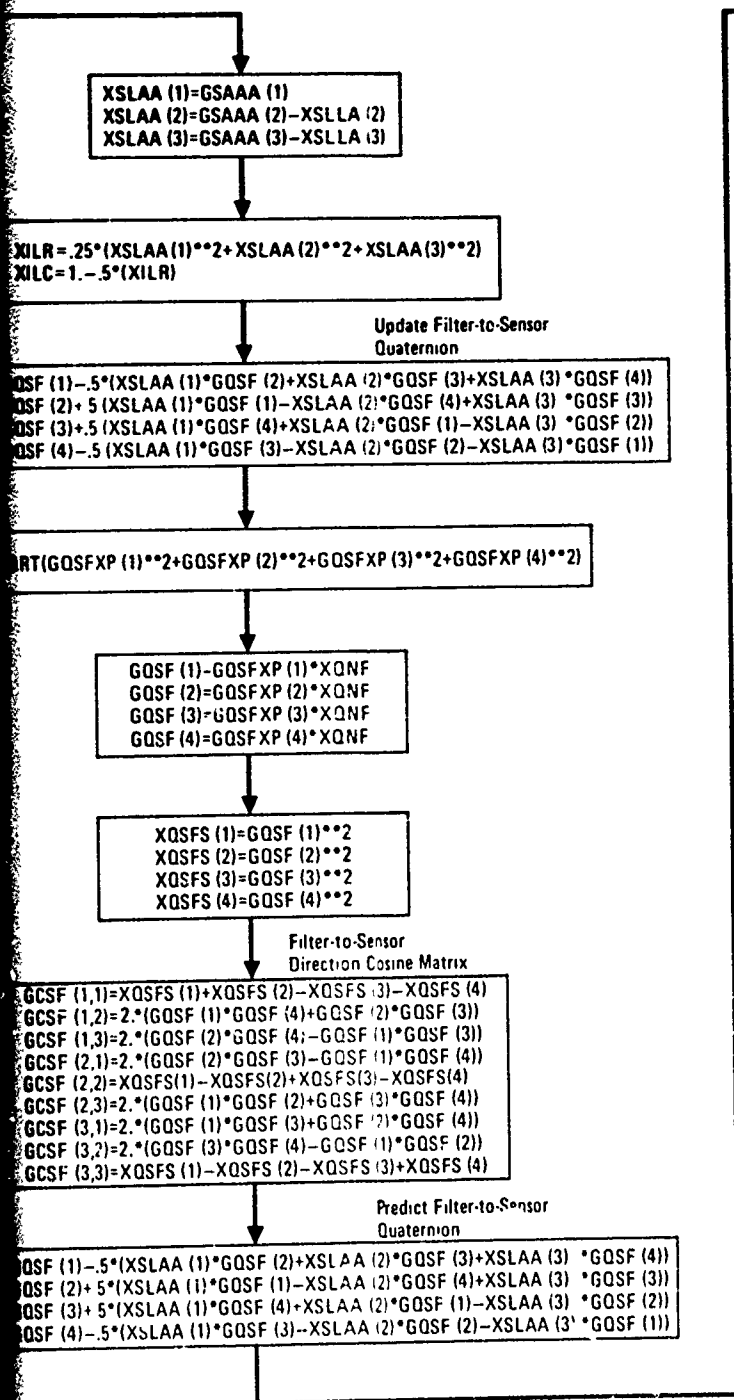 XSLAA (1)=GSAAA (1)
XSLAA (2)=GSAAA (2)−XSLLA (2)
XSLAA (3)=GSAAA (3)−XSLLA (3)
XILR=.25*(XSLAA(1)**2+XSLAA(2)**2+XSLAA(3)**2)
XILC=1.−.5*(XILR)
Update Filter-to-Sensor
Quaternion
QSF (1)−.5*(XSLAA (1)*GQSF (2)+XSLAA (2)*GQSF (3)+XSLAA (3) *GQSF (4))
QSF (2)+ 5 (XSLAA (1)*GQSF (1)−XSLAA (2)*GQSF (4)+XSLAA (3) *GQSF (3))
QSF (3)+.5 (XSLAA (1)*GQSF (4)+XSLAA (2)*GQSF (1)−XSLAA (3) *GQSF (2))
QSF (4)−.5 (XSLAA (1)*GQSF (3)−XSLAA (2)*GQSF (2)−XSLAA (3)*GQSF (1))
RT(GQSFXP (1)**2+GQSFXP (2)**2+GQSFXP (3)**2+GQSFXP (4)**2)
GQSF (1)-GQSFXP (1)*XQNF
GQSF (2)=GQSFXP (2)*XQNF
GQSF (3)=GQSFXP (3)*XQNF
GQSF (4)=GQSFXP (4)*XQNF
XQSFS (1)=GQSF (1)**2
XQSFS (2)=GQSF (2)**2
XQSFS (3)=GQSF (3)**2
XQSFS (4)=GQSF (4)**2
Filter-to-Sensor
Direction Cosine Matrix
GCSF (1,1)=XQSFS (1)+XQSFS (2)−XQSFS (3)−XQSFS (4)
GCSF (1,2)=2.*(GQSF (1)*GQSF (4)+GQSF (2)*GQSF (3))
GCSF (1,3)=2.*(GQSF (2)*GQSF (4)−GQSF (1)*GQSF (3))
GCSF (2,1)=2.*(GQSF (2)*GQSF (3)−GQSF (1)*GQSF (4))
GCSF (2,2)=XQSFS(1)−XQSFS(2)+XQSFS(3)−XQSFS(4)
GCSF (2,3)=2.*(GQSF (1)*GQSF (2)+GQSF (3)*GQSF (4))
GCSF (3,1)=2.*(GQSF (1)*GQSF (3)+GQSF (2)*GQSF (4))
GCSF (3,2)=2.*(GQSF (3)*GQSF (4)−GQSF (1)*GQSF (2))
GCSF (3,3)=XQSFS (1)−XQSFS (2)−XQSFS (3)+XQSFS (4)
Predict Filter-to-Sensor
Quaternion
QSF (1)−.5*(XSLAA (1)*GQSF (2)+XSLAA (2)*GQSF (3)+XSLAA (3) *GQSF (4))
QSF (2)+ 5*(XSLAA (1)*GQSF (1)−XSLAA (2)*GQSF (4)+XSLAA (3) *GQSF (3))
QSF (3)+ 5*(XSLAA (1)*GQSF (4)+XSLAA (2)*GQSF (1)−XSLAA (3) *GQSF (2))
QSF (4)−.5*(XSLAA (1)*GQSF (3)−XSLAA (2)*GQSF (2)−XSLAA (3) *GQSF (1))